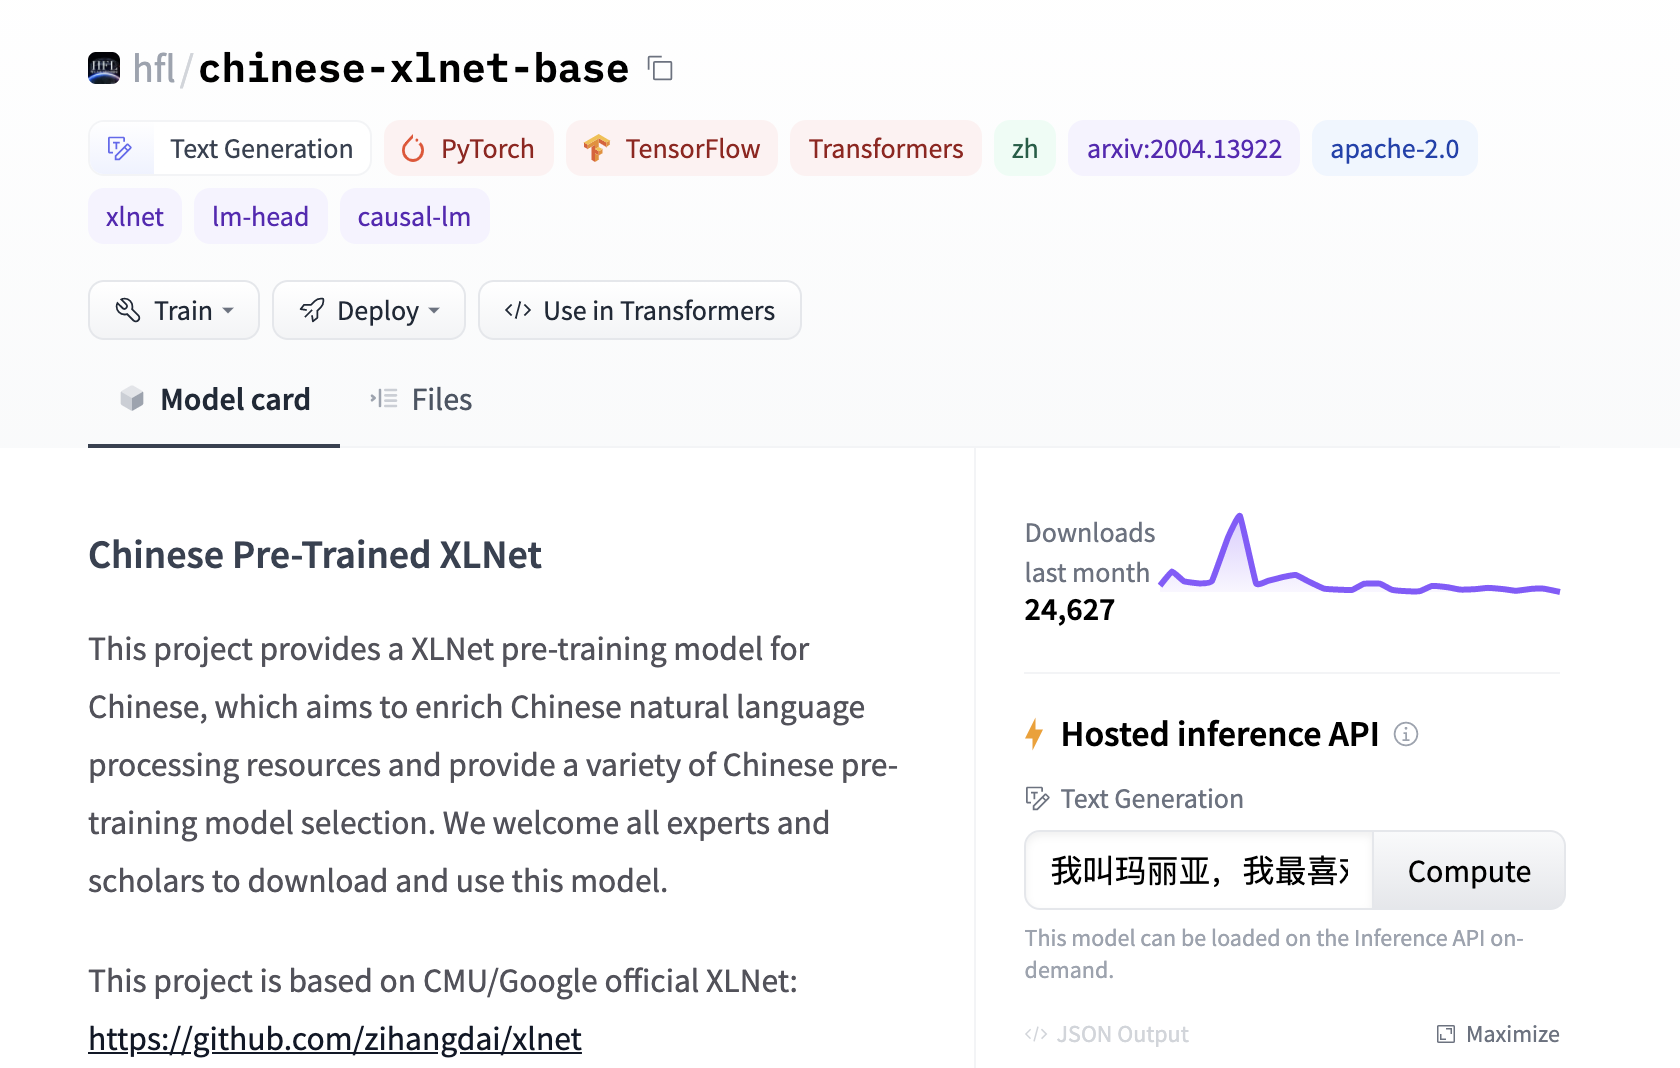 hfl/chinese-xlnet-base
Text Generation PyTorch TensorFlow Transformers zh arxiv:2004.13922 apache-2.0
xlnet lm-head causal-lm
Train Deploy </> Use in Transformers
Model card Files
Chinese Pre-Trained XLNet
This project provides a XLNet pre-training model for
Chinese, which aims to enrich Chinese natural language
processing resources and provide a variety of Chinese pre-
training model selection. We welcome all experts and
scholars to download and use this model.
This project is based on CMU/Google official XLNet:
https://github.com/zihangdai/xlnet
Downloads
last month
24,627
Hosted inference API
Text Generation
我叫玛丽亚，我最喜
Compute
This model can be loaded on the Inference API on-
demand.
</> JSON Output Maximize